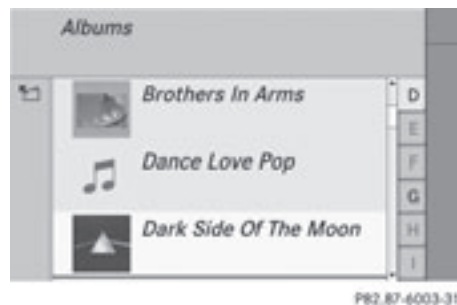 Albums
Brothers In Arms
D
E
Dance Love Pop
F
G
Dark Side Of The Moon
H
I
P82.87-6003-31